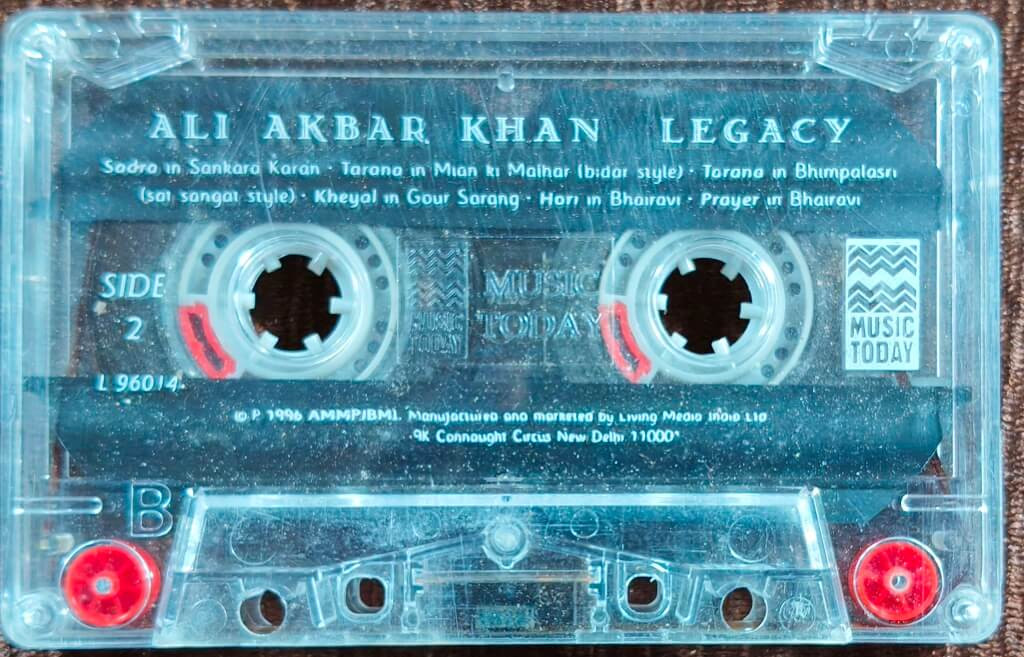 ALI AKBAR KHAN LEGACY
Sadra in Sankara Karan · Tarana in Mian ki Malhar (bidar style) · Tarana in Bhimpalasri
(sat sangat style) · Kheyal in Gour Sarang · Hori in Bhairavi · Prayer in Bhairavi
SIDE
2
MUSIC
TODAY
MUSIC
TODAY
MUSIC
TODAY
L 96014
© P 1996 AMMP/BMI. Manufactured and marketed by Living Media India Ltd
9K Connaught Circus New Delhi 11000
B